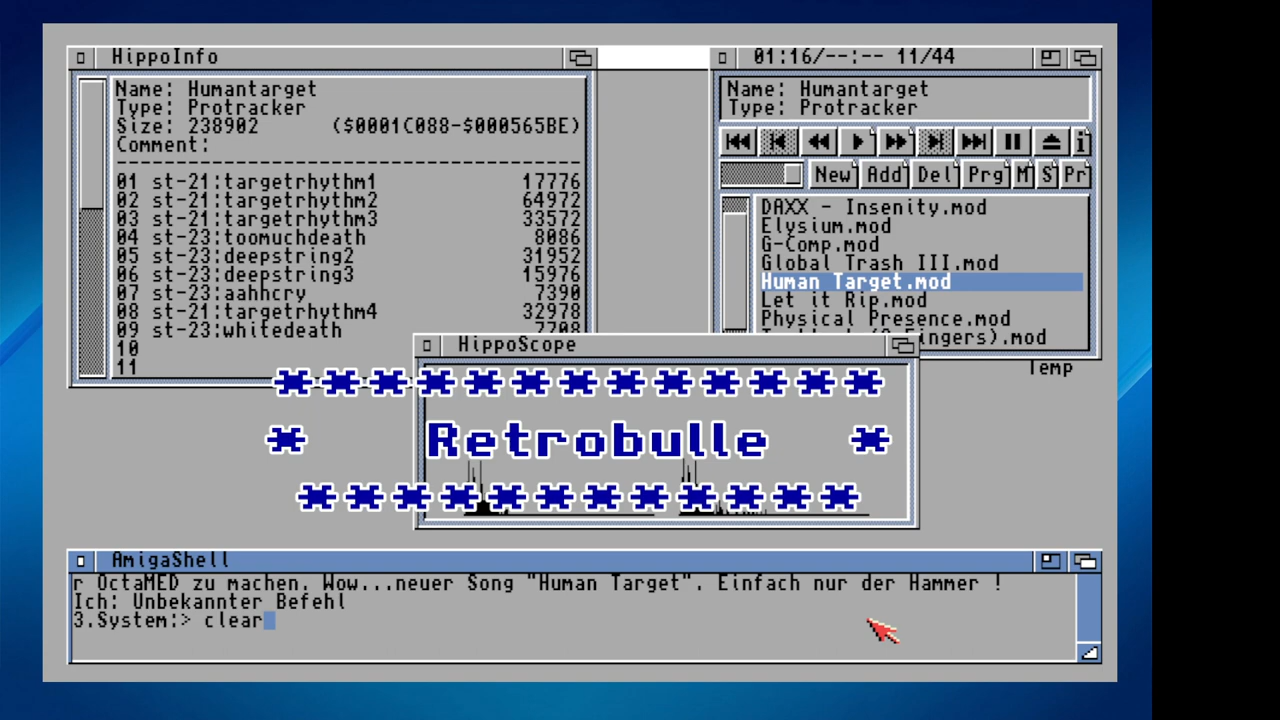 HippoInfo
Name: Humantarget
Type: Protracker
Size: 238902 ($0001C088-$000565BE)
Comment:
--------------------------------------------------
01 st-21:targetrhythm1 17776
02 st-21:targetrhythm2 64972
03 st-21:targetrhythm3 33572
04 st-23:toomuchdeath 8086
05 st-23:deepstring2 31952
06 st-23:deepstring3 15976
07 st-23:aahhcry 7390
08 st-21:targetrhythm4 32978
09 st-23:whitedeath 7708
10
11
01:16/--:-- 11/44
Name: Humantarget
Type: Protracker
i
New Add Del Prg M S Pr
DAXX - Insenity.mod
Elysium.mod
G-Comp.mod
Global Trash III.mod
Human Target.mod
Let it Rip.mod
Physical Presence.mod
ingers).mod
Temp
HippoScope
* * * * * * * * * * * * *
* Retrobulle *
* * * * * * * * * * * *
AmigaShell
r OctaMED zu machen. Wow...neuer Song "Human Target". Einfach nur der Hammer !
Ich: Unbekannter Befehl
3.System:> clear